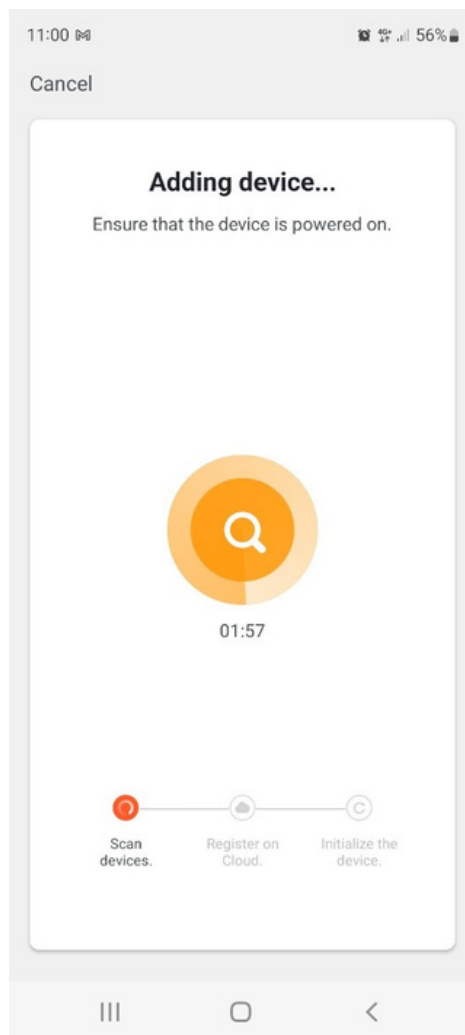 11:00 56%
Cancel
Adding device...
Ensure that the device is powered on.
01:57
Scan
devices.
Register on
Cloud.
Initialize the
device.